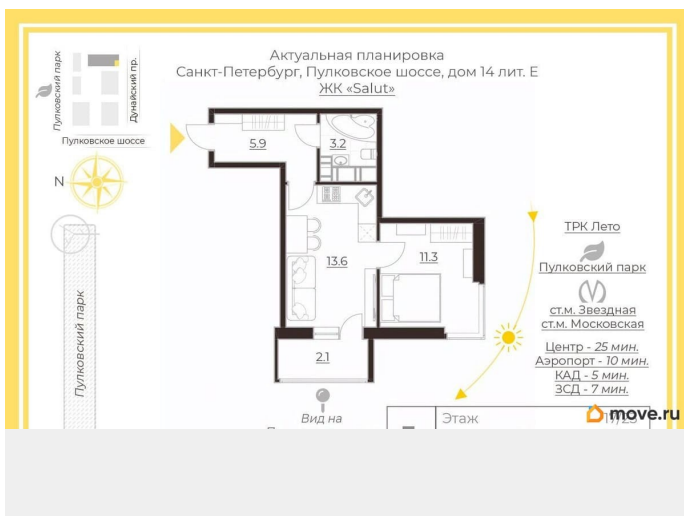 Актуальная планировка
Санкт-Петербург, Пулковское шоссе, дом 14 лит. Е
ЖК «Salut»
Пулковский парк
Дунайский пр.
Пулковское шоссе
N
Пулковский парк
5.9
3.2
13.6
11.3
2.1
Вид на
ТРК Лето
Пулковский парк
ст.м. Звездная
ст.м. Московская
Центр - 25 мин.
Аэропорт - 10 мин.
КАД - 5 мин.
ЗСД - 7 мин.
Этаж
move.ru